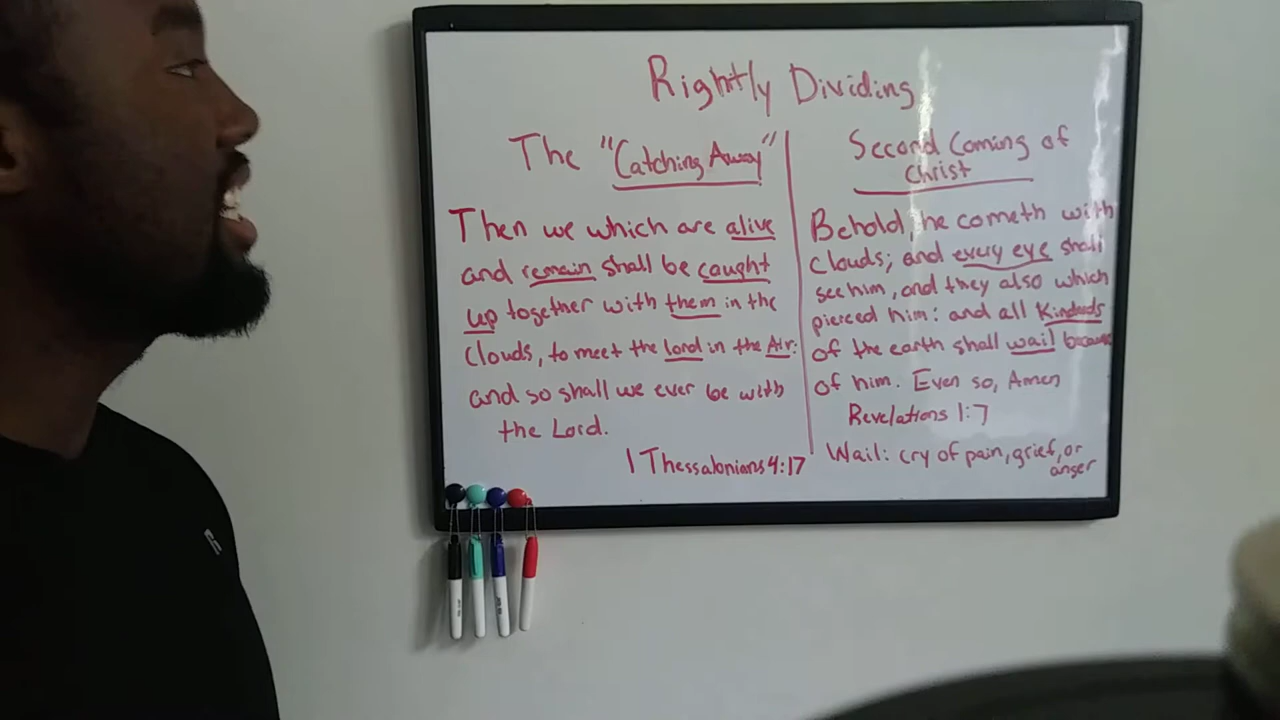 Rightly Dividing
The "Catching Away"
Then we which are alive
and remain shall be caught
up together with them in the
clouds, to meet the lord in the Air:
and so shall we ever be with
the Lord.
1 Thessalonians 4:17
Second Coming of
Christ
Behold, he cometh with
clouds; and every eye shall
see him, and they also which
pierced him: and all Kindreds
of the earth shall wail because
of him. Even so, Amen
Revelations 1:7
Wail: cry of pain, grief, or
anger